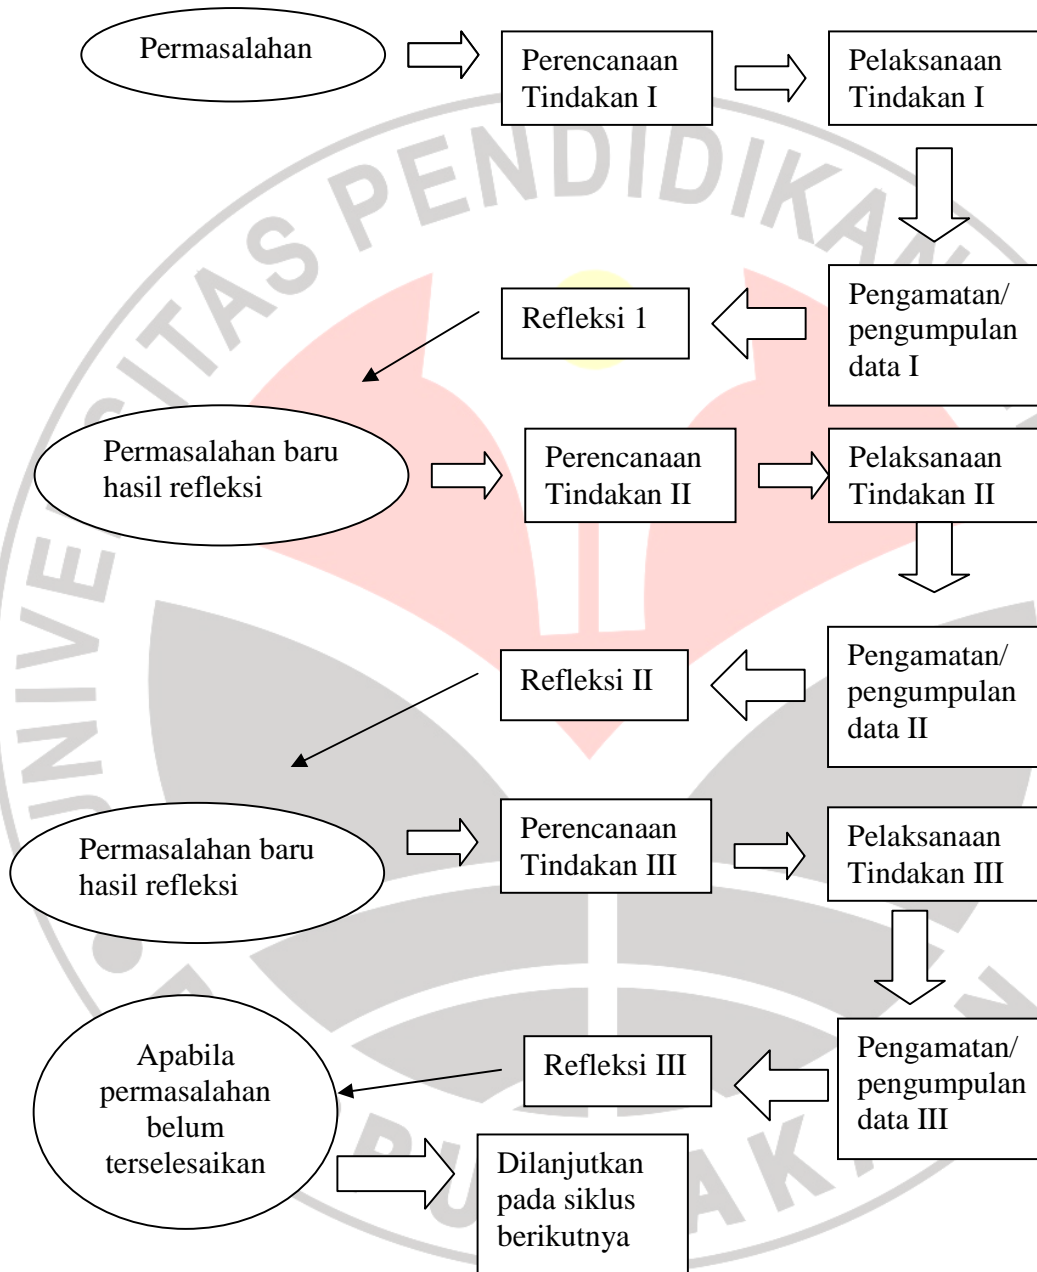 Permasalahan
Perencanaan
Tindakan I
Pelaksanaan
Tindakan I
Pengamatan/
pengumpulan
data I
Refleksi 1
Permasalahan baru
hasil refleksi
Perencanaan
Tindakan II
Pelaksanaan
Tindakan II
Pengamatan/
pengumpulan
data II
Refleksi II
Permasalahan baru
hasil refleksi
Perencanaan
Tindakan III
Pelaksanaan
Tindakan III
Pengamatan/
pengumpulan
data III
Refleksi III
Apabila
permasalahan
belum
terselesaikan
Dilanjutkan
pada siklus
berikutnya
UNIVERSITAS PENDIDIKAN